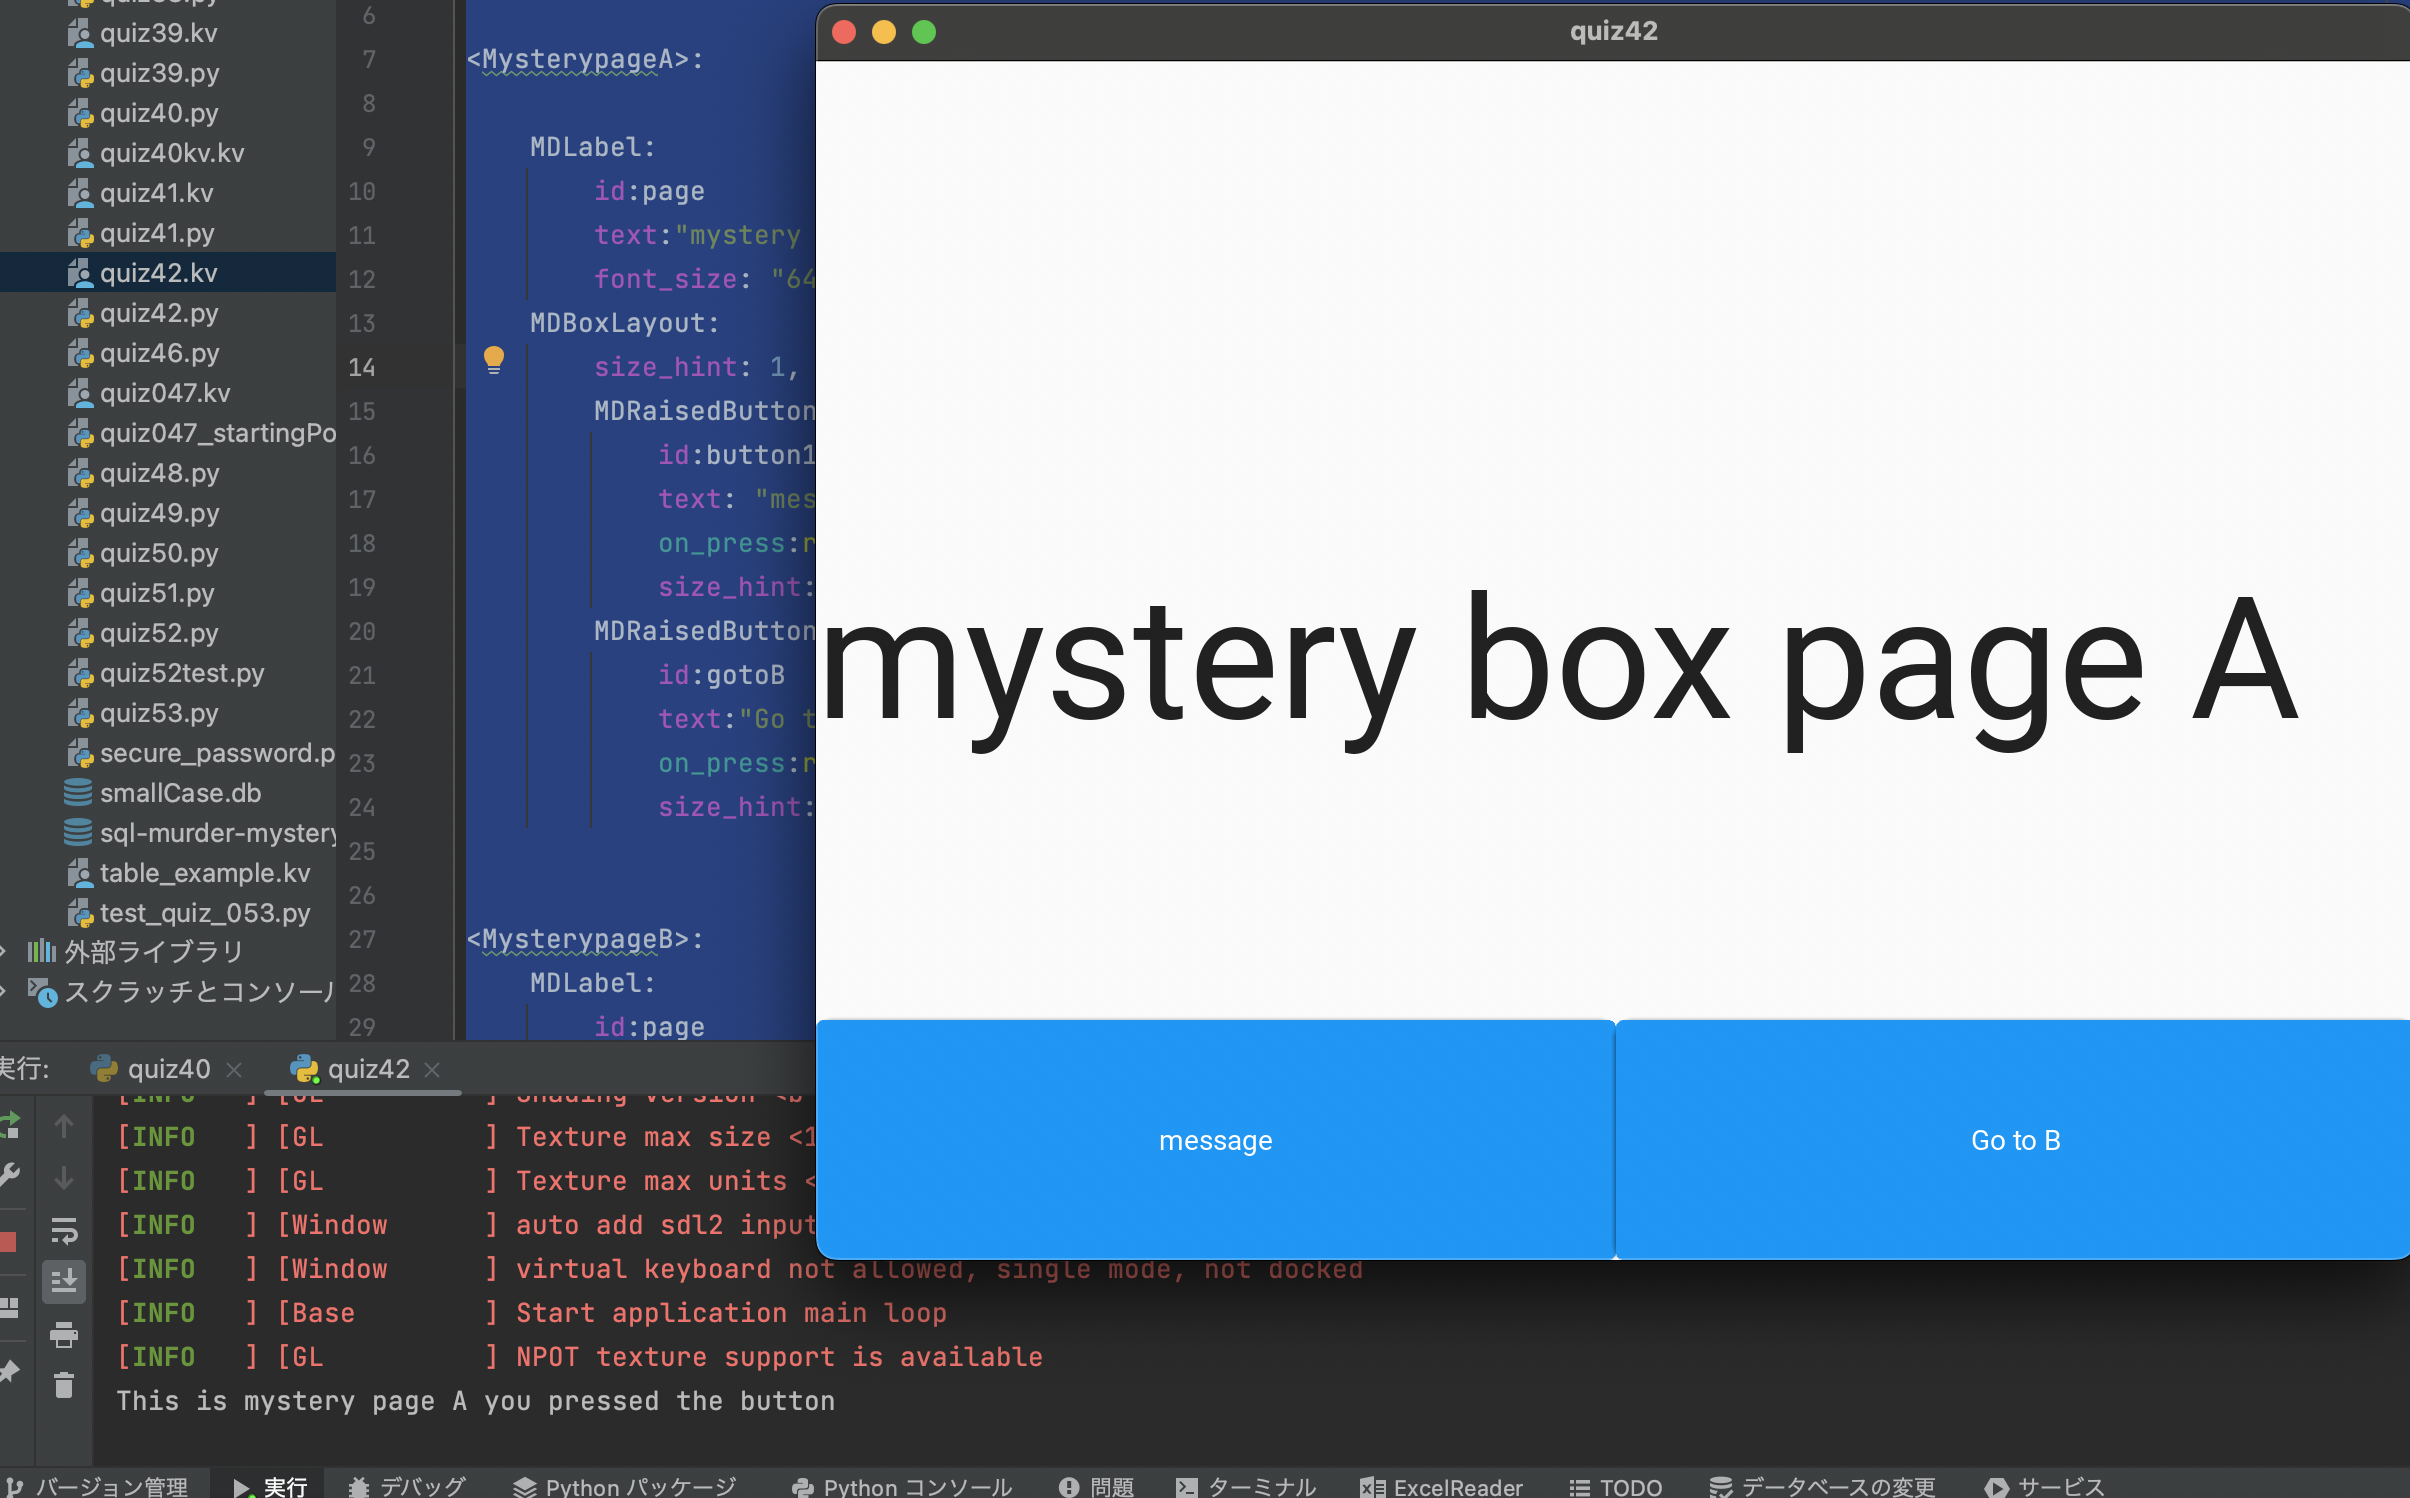 quiz39.kv
quiz39.py
quiz40.py
quiz40kv.kv
quiz41.kv
quiz41.py
quiz42.kv
quiz42.py
quiz46.py
quiz047.kv
quiz047_startingPo
quiz48.py
quiz49.py
quiz50.py
quiz51.py
quiz52.py
quiz52test.py
quiz53.py
secure_password.p
smallCase.db
sql-murder-mystery
table_example.kv
test_quiz_053.py
外部ライブラリ
スクラッチとコンソール
6
7 <MysterypageA>:
8
9 MDLabel:
10 id:page
11 text:"mystery
12 font_size: "64
13 MDBoxLayout:
14 size_hint: 1,
15 MDRaisedButton
16 id:button1
17 text: "mes
18 on_press:r
19 size_hint:
20 MDRaisedButton
21 id:gotoB
22 text:"Go t
23 on_press:r
24 size_hint:
25
26
27 <MysterypageB>:
28 MDLabel:
29 id:page
quiz42
mystery box page A
message
Go to B
実行:
quiz40
quiz42
[INFO ] [GL ] Shading version <b
[INFO ] [GL ] Texture max size <1
[INFO ] [GL ] Texture max units <
[INFO ] [Window ] auto add sdl2 input
[INFO ] [Window ] virtual keyboard not allowed, single mode, not docked
[INFO ] [Base ] Start application main loop
[INFO ] [GL ] NPOT texture support is available
This is mystery page A you pressed the button
バージョン管理
実行
デバッグ
Python パッケージ
Python コンソール
問題
ターミナル
ExcelReader
TODO
データベースの変更
サービス